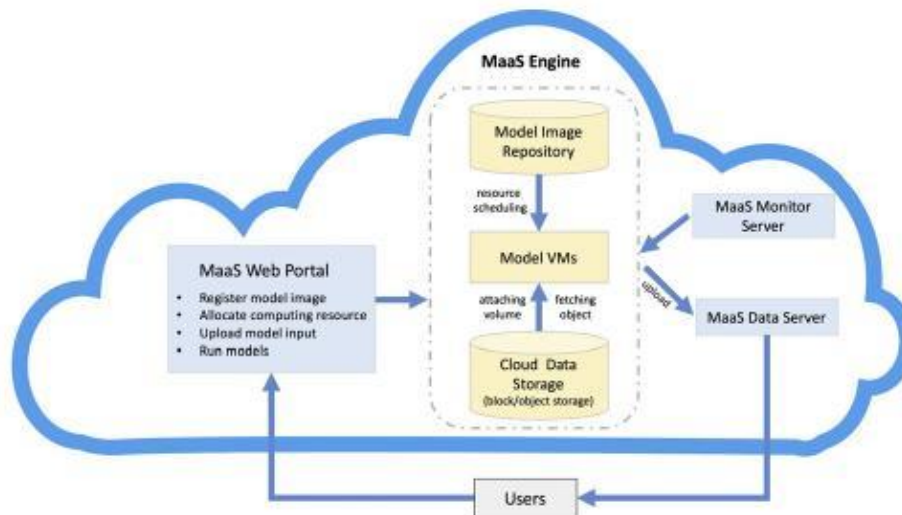 MaaS Engine
Model Image
Repository
resource
scheduling
MaaS Monitor
Server
Model VMs
MaaS Web Portal
• Register model image
• Allocate computing resource
• Upload model input
• Run models
attaching
volume
fetching
object
upload
MaaS Data Server
Cloud Data
Storage
(block/object storage)
Users